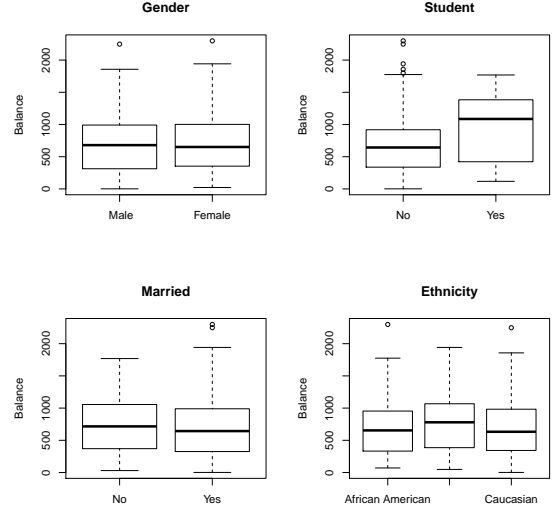 Gender
Student
Balance
0 500 1000 2000
Male Female
Balance
0 500 1000 2000
No Yes
Married
Ethnicity
Balance
0 500 1000 2000
No Yes
Balance
0 500 1000 2000
African American Caucasian